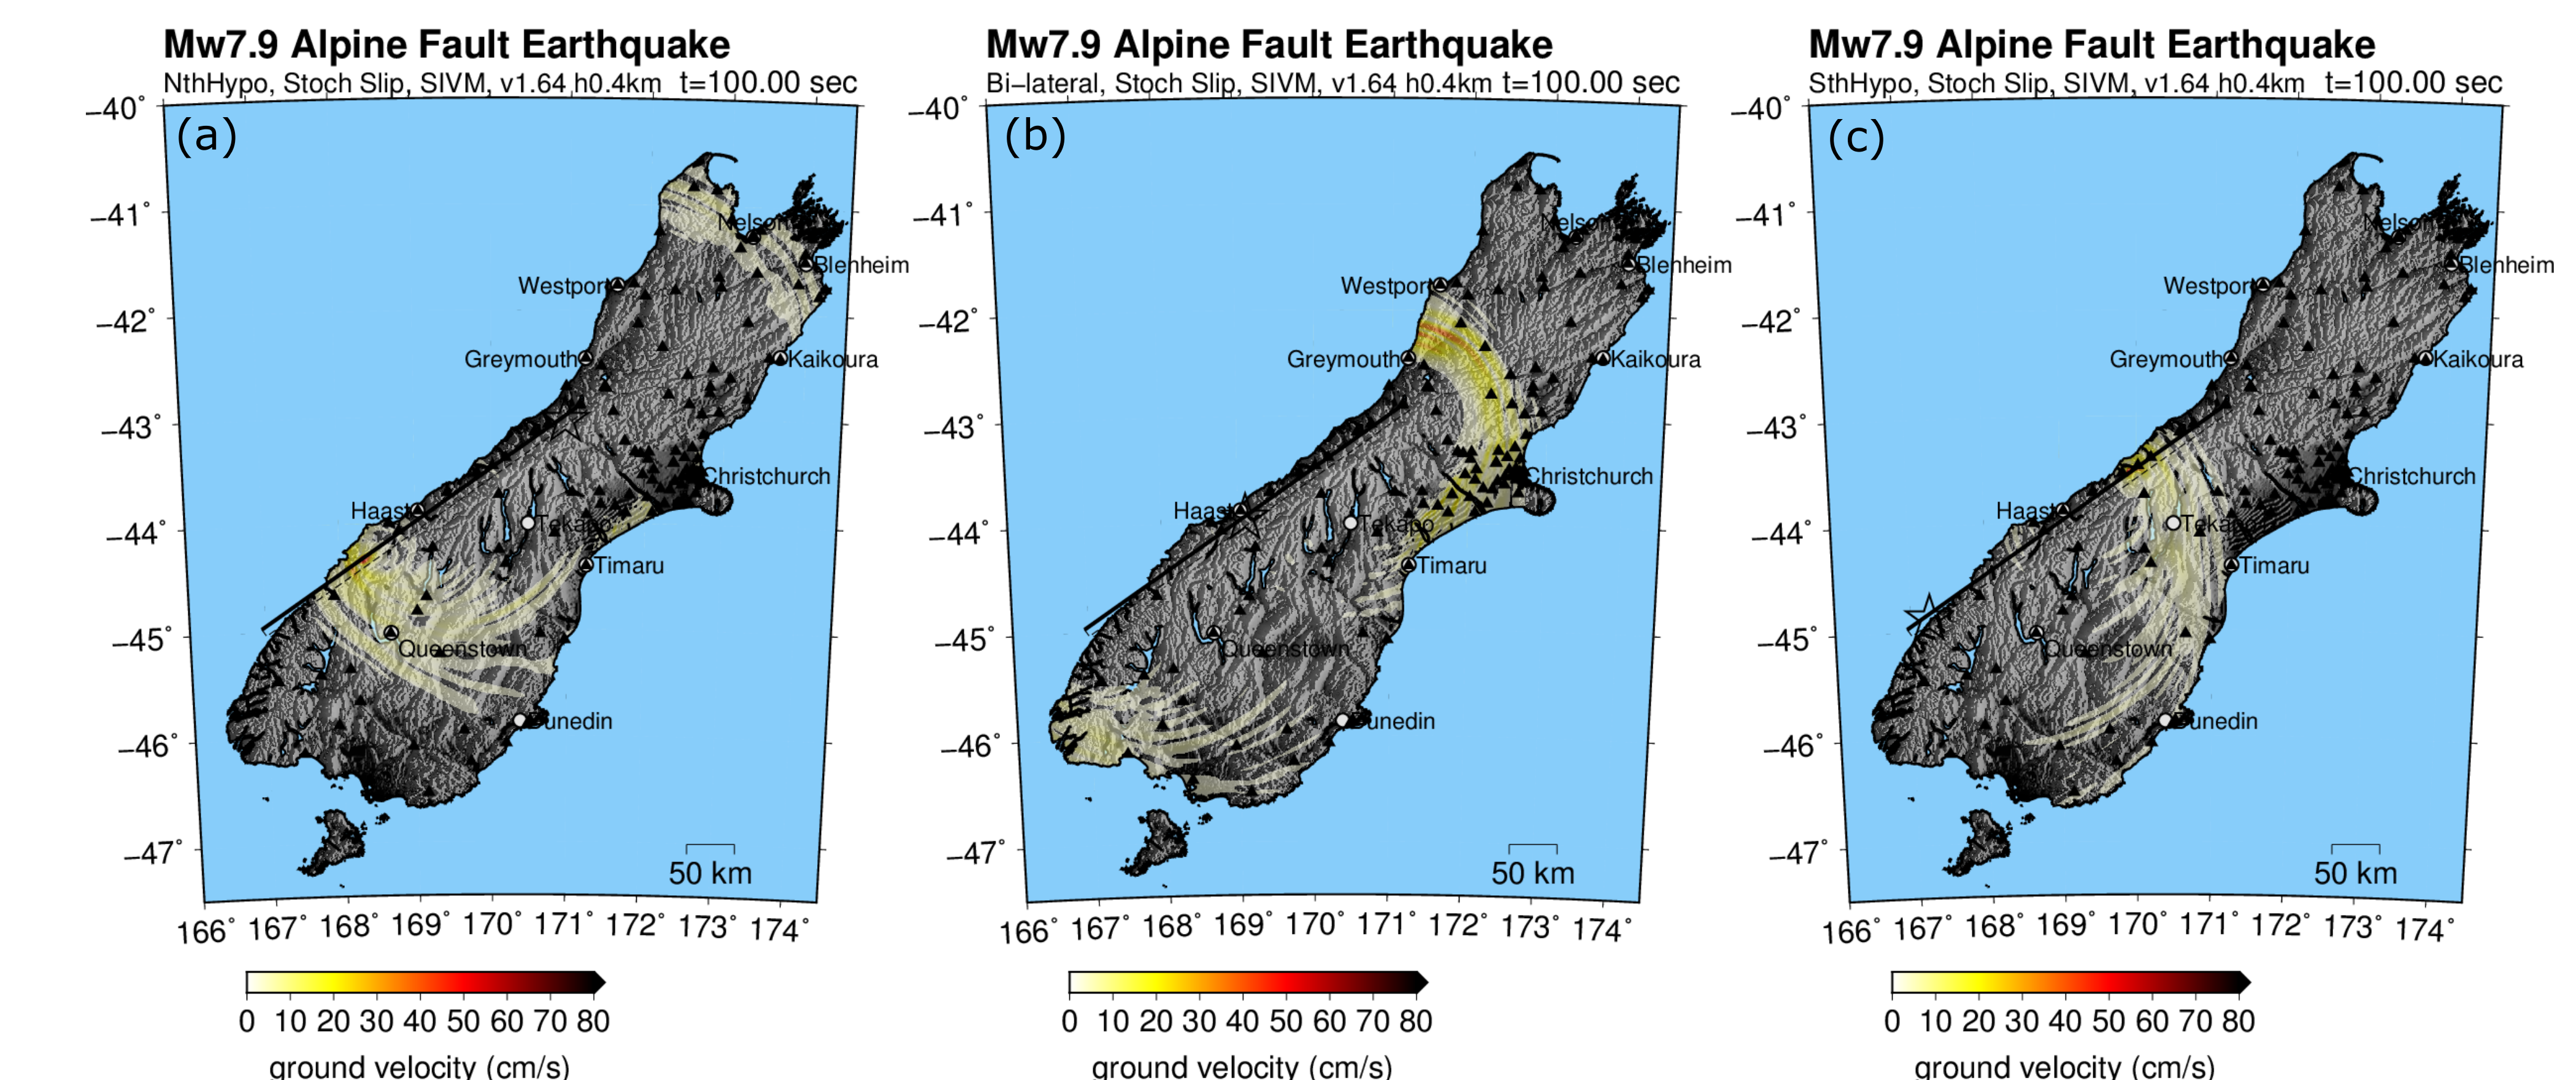 Mw7.9 Alpine Fault Earthquake
NthHypo, Stoch Slip, SIVM, v1.64 h0.4km t=100.00 sec
(a)
−40°
−41°
−42°
−43°
−44°
−45°
−46°
−47°
Nelson
Blenheim
Westport
Greymouth
Kaikoura
Christchurch
Haast
Tekapo
Timaru
Queenstown
Dunedin
50 km
166° 167° 168° 169° 170° 171° 172° 173° 174°
0 10 20 30 40 50 60 70 80
ground velocity (cm/s)
Mw7.9 Alpine Fault Earthquake
Bi−lateral, Stoch Slip, SIVM, v1.64 h0.4km t=100.00 sec
(b)
−40°
−41°
−42°
−43°
−44°
−45°
−46°
−47°
Nelson
Blenheim
Westport
Greymouth
Kaikoura
Christchurch
Haast
Tekapo
Timaru
Queenstown
Dunedin
50 km
166° 167° 168° 169° 170° 171° 172° 173° 174°
0 10 20 30 40 50 60 70 80
ground velocity (cm/s)
Mw7.9 Alpine Fault Earthquake
SthHypo, Stoch Slip, SIVM, v1.64 h0.4km t=100.00 sec
(c)
−40°
−41°
−42°
−43°
−44°
−45°
−46°
−47°
Nelson
Blenheim
Westport
Greymouth
Kaikoura
Christchurch
Haast
Tekapo
Timaru
Queenstown
Dunedin
50 km
166° 167° 168° 169° 170° 171° 172° 173° 174°
0 10 20 30 40 50 60 70 80
ground velocity (cm/s)